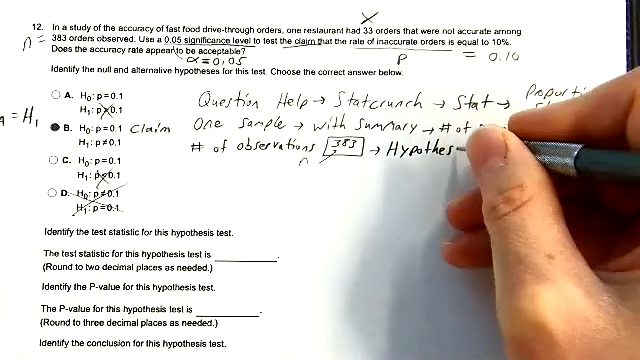 x
12. In a study of the accuracy of fast food drive-through orders, one restaurant had 33 orders that were not accurate among
n = 383 orders observed. Use a 0.05 significance level to test the claim that the rate of inaccurate orders is equal to 10%.
Does the accuracy rate appear to be acceptable? α = 0.05 p = 0.10
Identify the null and alternative hypotheses for this test. Choose the correct answer below.
A. H0: p=0.1
H1: p 0.1
= H1
B. H0: p=0.1 Claim
H1: p≠0.1
C. H0: p=0.1
H1: p 0.1
D. H0: p≠0.1
H1: p=0.1
Question Help → Statcrunch → Stat →
One sample → with summary → # of
# of observations 383 → Hypothes
n
Identify the test statistic for this hypothesis test.
The test statistic for this hypothesis test is
(Round to two decimal places as needed.)
Identify the P-value for this hypothesis test.
The P-value for this hypothesis test is
(Round to three decimal places as needed.)
Identify the conclusion for this hypothesis test.